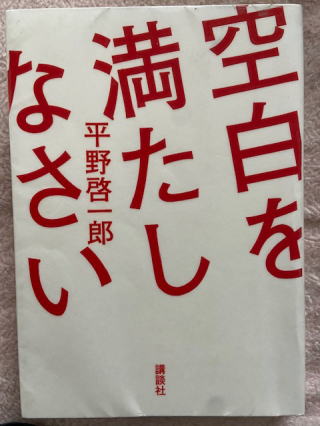 空白を
満たし
なさい
平野啓一郎
講談社